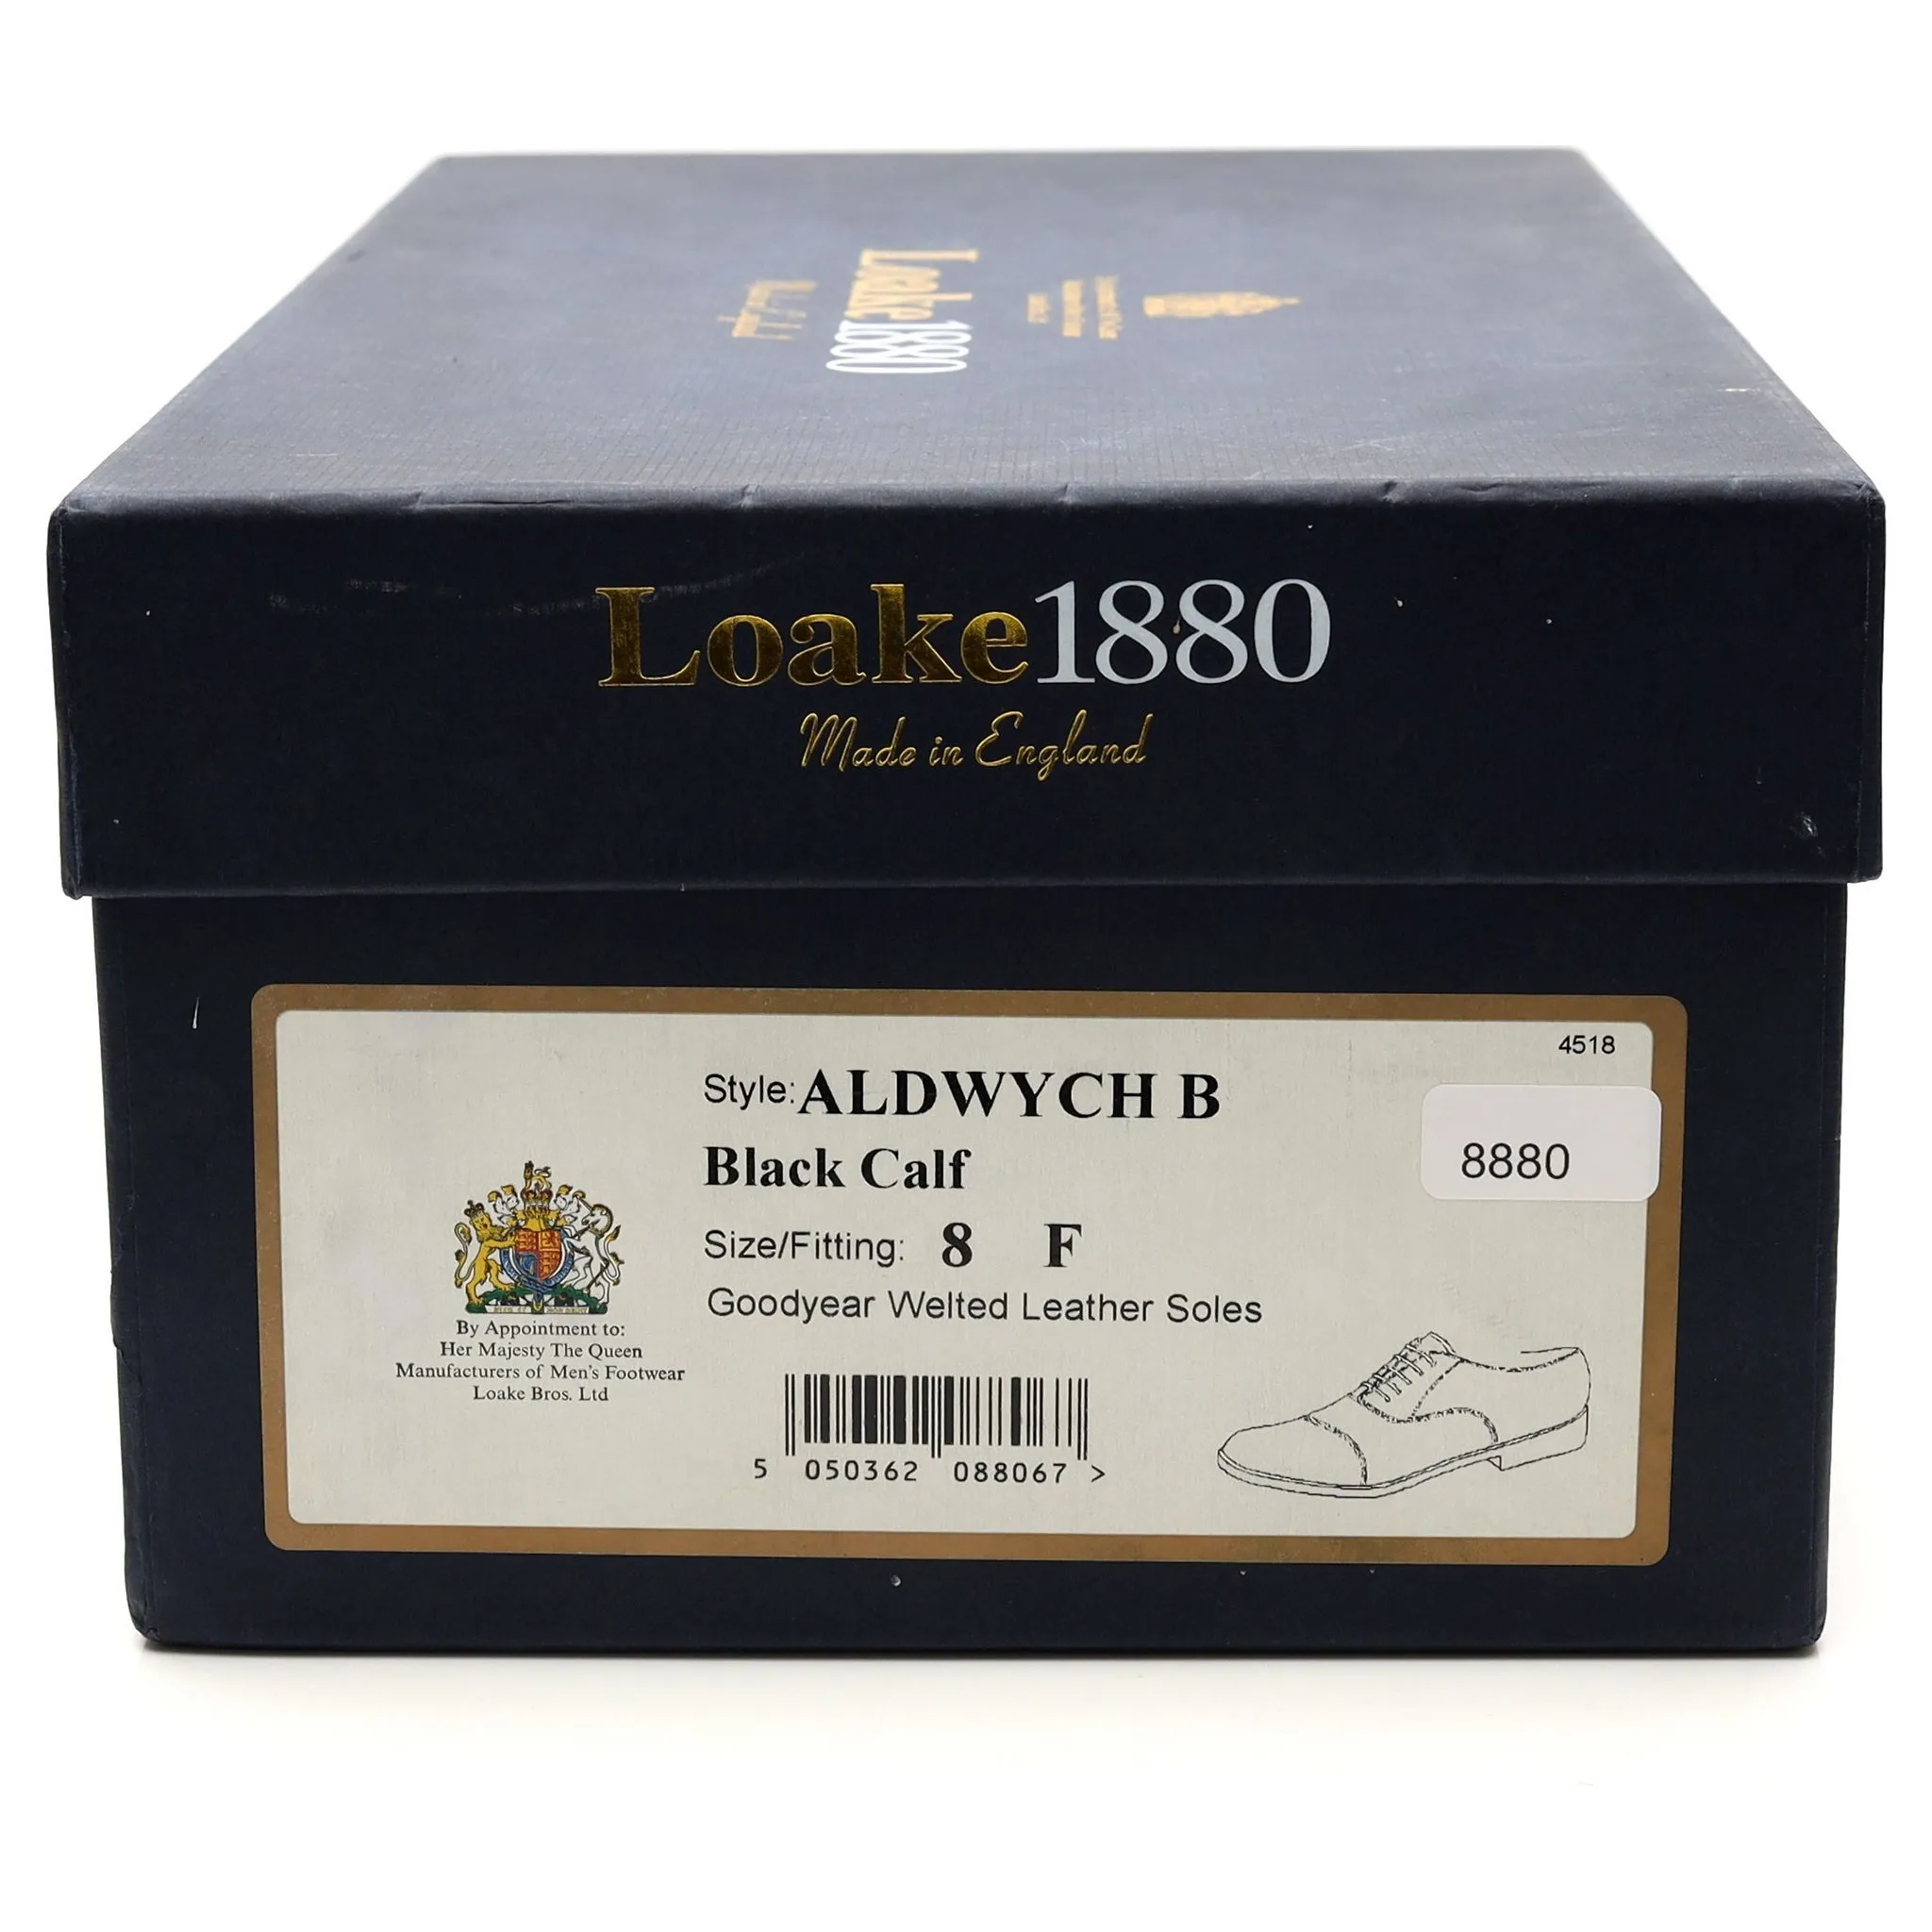 Loake1880
Loake1880
Made in England
4518
Style: ALDWYCH B
8880
Black Calf
Size/Fitting: 8 F
Goodyear Welted Leather Soles
By Appointment to:
Her Majesty The Queen
Manufacturers of Men's Footwear
Loake Bros. Ltd
5 050362 088067 >